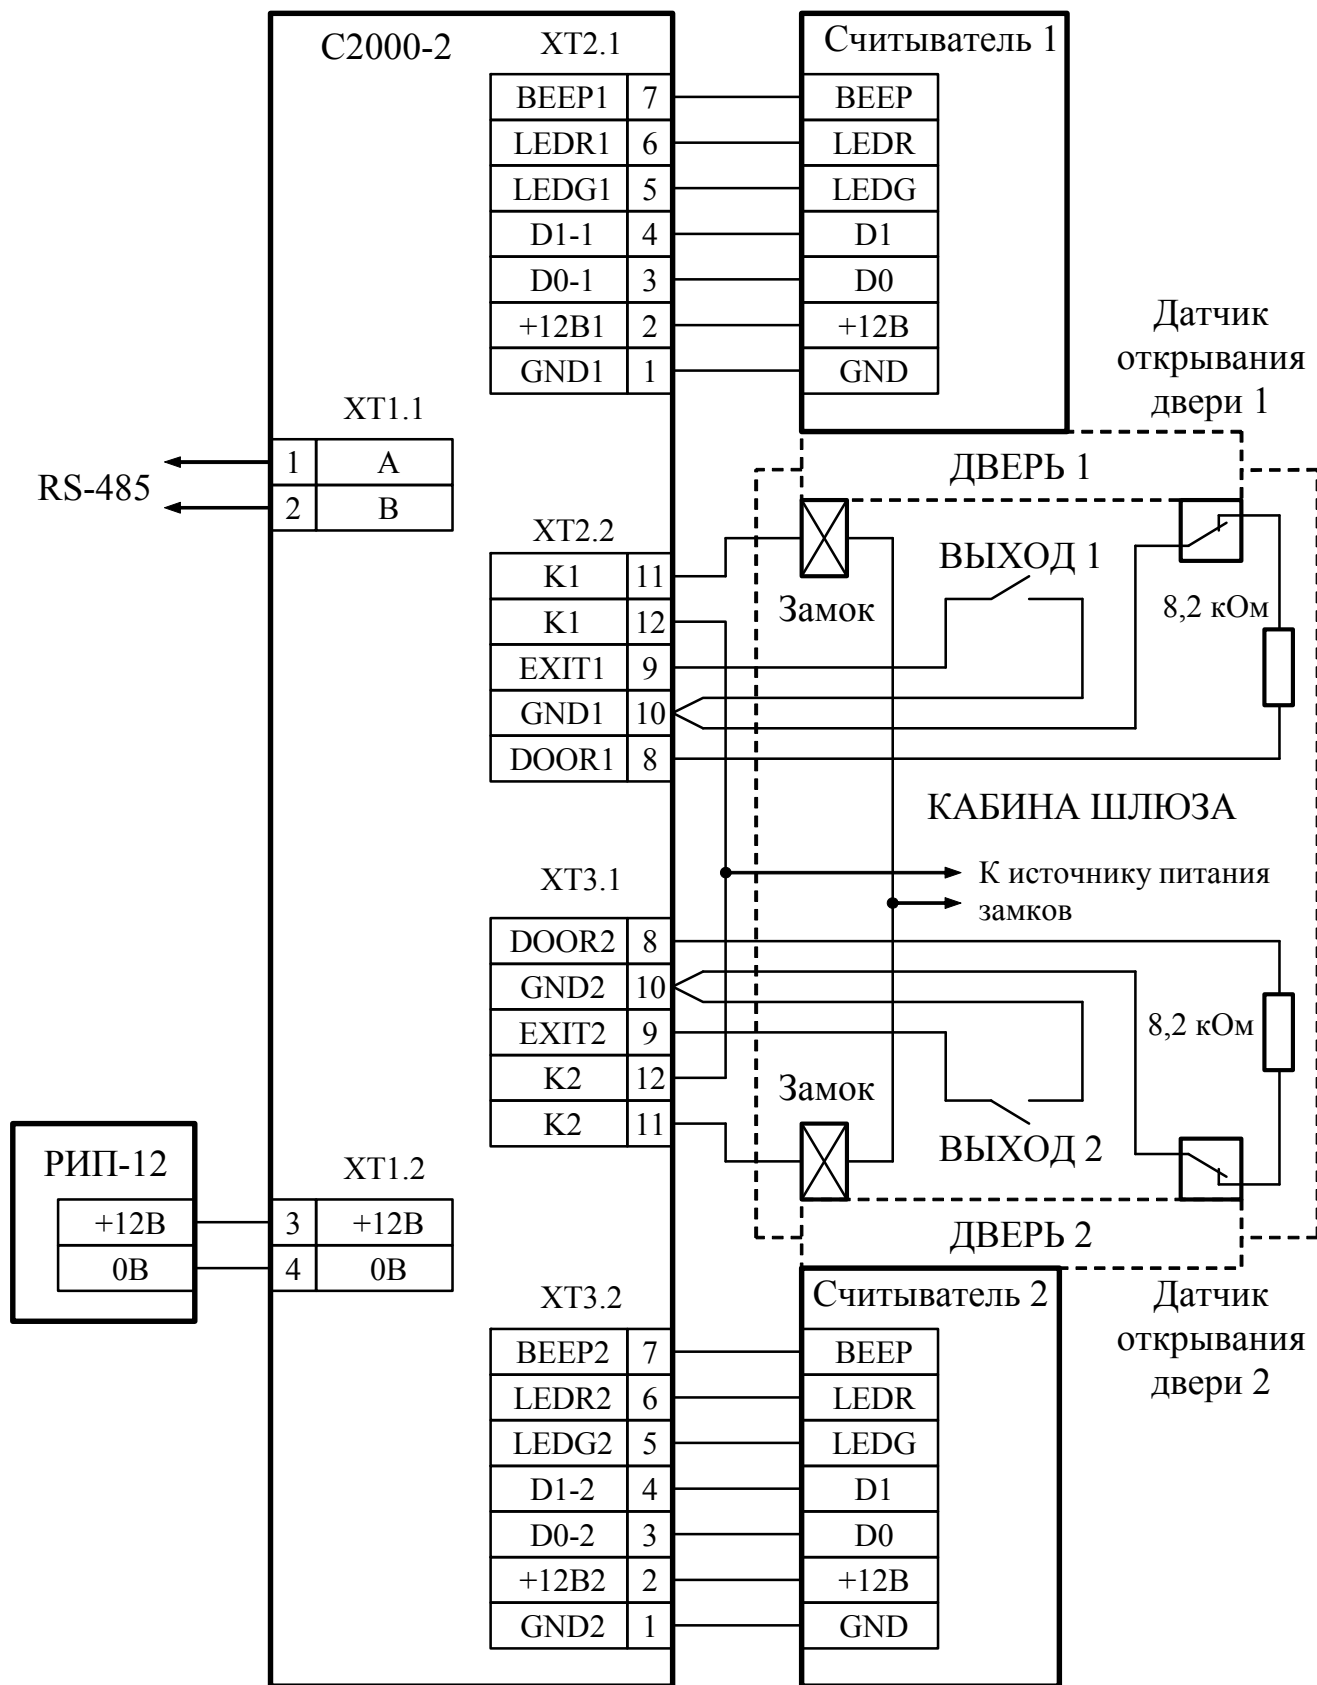 С2000-2
XT2.1
BEEP1 7
LEDR1 6
LEDG1 5
D1-1 4
D0-1 3
+12В1 2
GND1 1
Считыватель 1
BEEP
LEDR
LEDG
D1
D0
+12В
GND
Датчик
открывания
двери 1
RS-485
XT1.1
1 A
2 B
ДВЕРЬ 1
XT2.2
K1 11
K1 12
EXIT1 9
GND1 10
DOOR1 8
Замок
ВЫХОД 1
8,2 кОм
КАБИНА ШЛЮЗА
К источнику питания
замков
XT3.1
DOOR2 8
GND2 10
EXIT2 9
K2 12
K2 11
8,2 кОм
Замок
ВЫХОД 2
ДВЕРЬ 2
РИП-12
+12В
0В
XT1.2
3 +12В
4 0В
XT3.2
BEEP2 7
LEDR2 6
LEDG2 5
D1-2 4
D0-2 3
+12В2 2
GND2 1
Считыватель 2
BEEP
LEDR
LEDG
D1
D0
+12В
GND
Датчик
открывания
двери 2